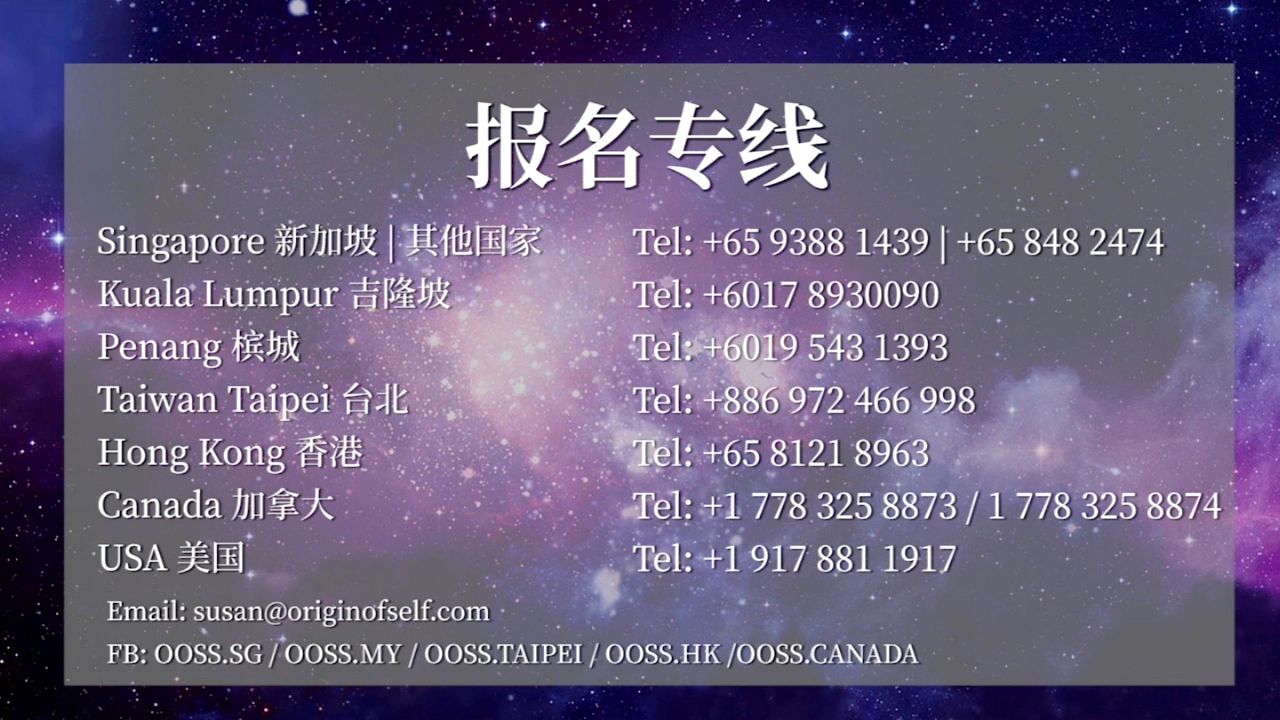 报名专线
Singapore 新加坡 | 其他国家 Tel: +65 9388 1439 | +65 848 2474
Kuala Lumpur 吉隆坡 Tel: +6017 8930090
Penang 槟城 Tel: +6019 543 1393
Taiwan Taipei 台北 Tel: +886 972 466 998
Hong Kong 香港 Tel: +65 8121 8963
Canada 加拿大 Tel: +1 778 325 8873 / 1 778 325 8874
USA 美国 Tel: +1 917 881 1917
Email: susan@originofself.com
FB: OOSS.SG / OOSS.MY / OOSS.TAIPEI / OOSS.HK /OOSS.CANADA